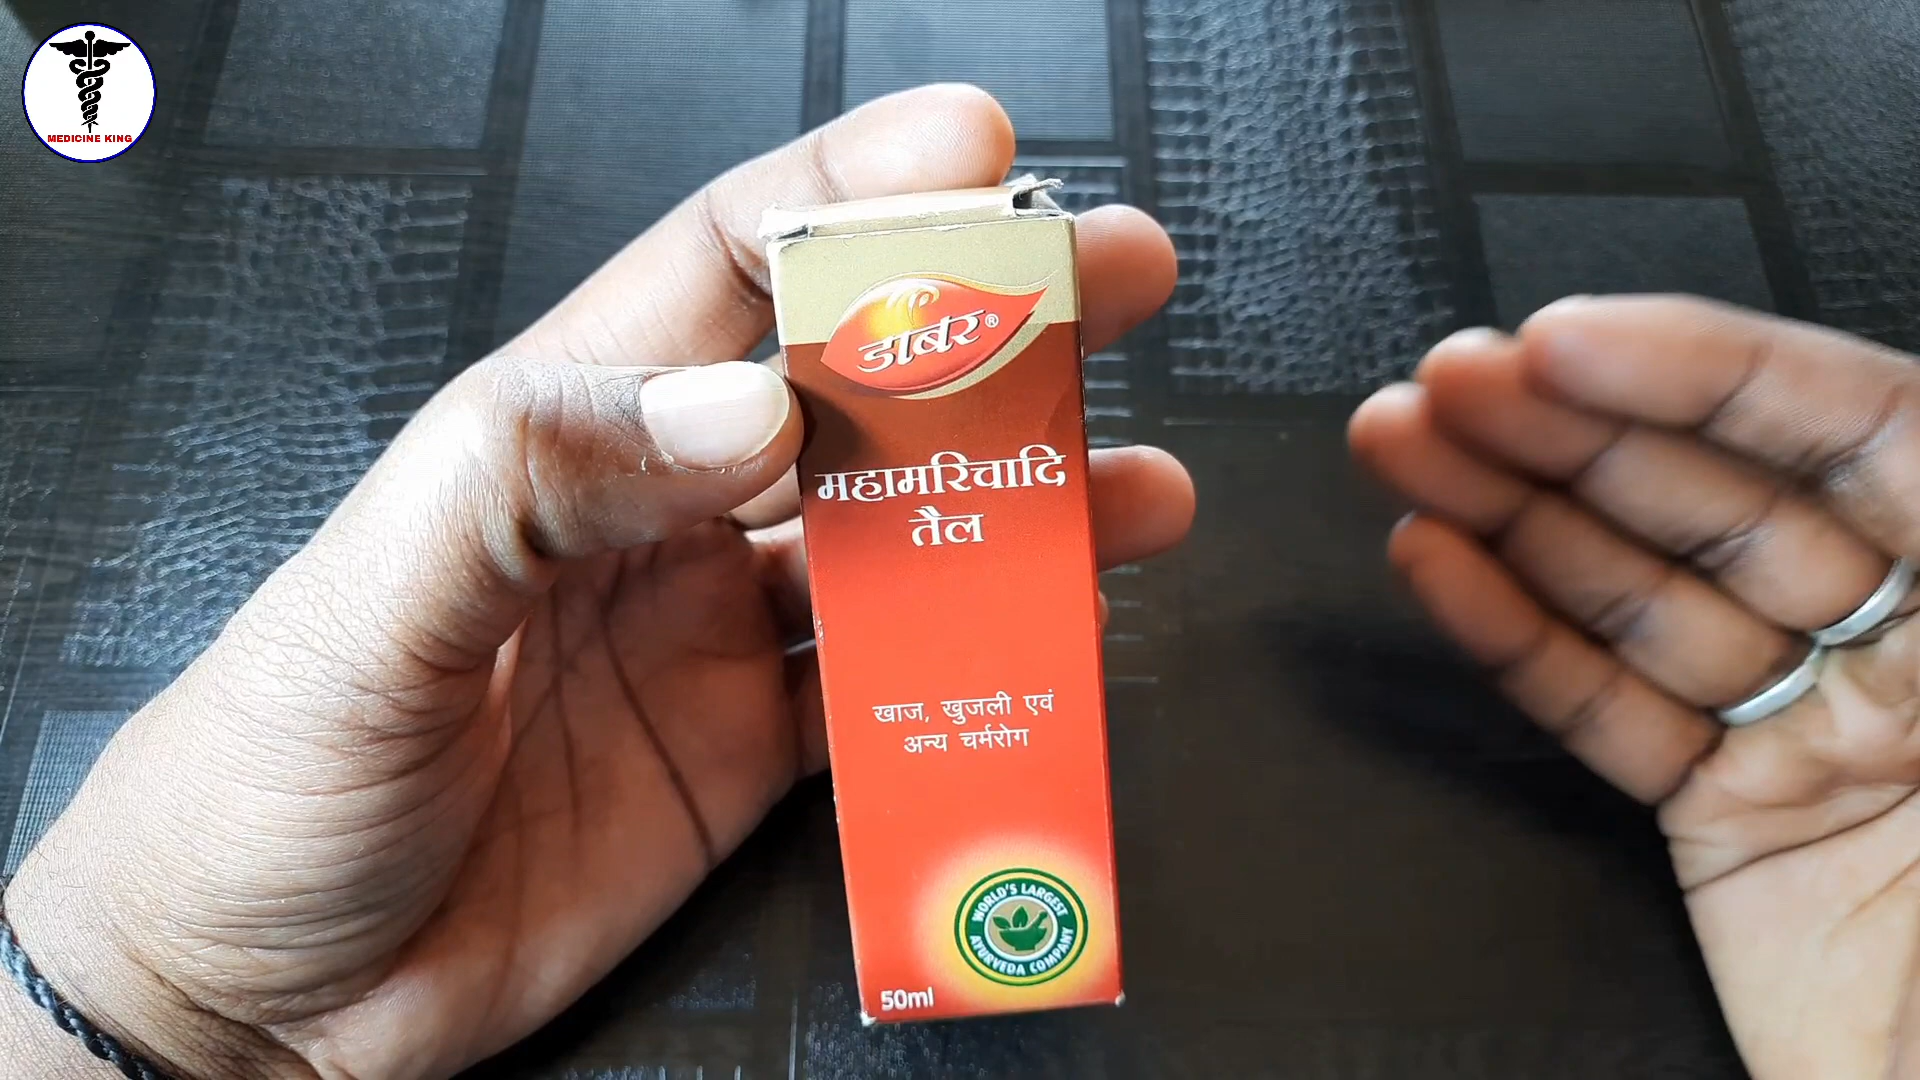 MEDICINE KING
डाबर®
महामरिचादि
तैल
खाज, खुजली एवं
अन्य चर्मरोग
WORLD'S LARGEST
AYURVEDA COMPANY
50ml